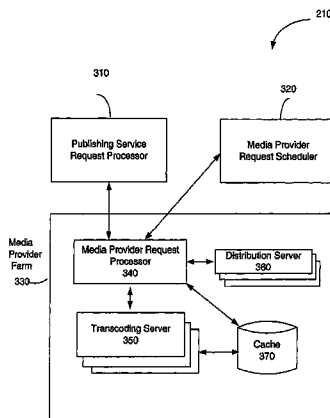 210
310
320
Publishing Service
Request Processor
Media Provider
Request Scheduler
Media
Provider
Farm
330
Media Provider Request
Processor
340
Distribution Server
360
Transcoding Server
350
Cache
370